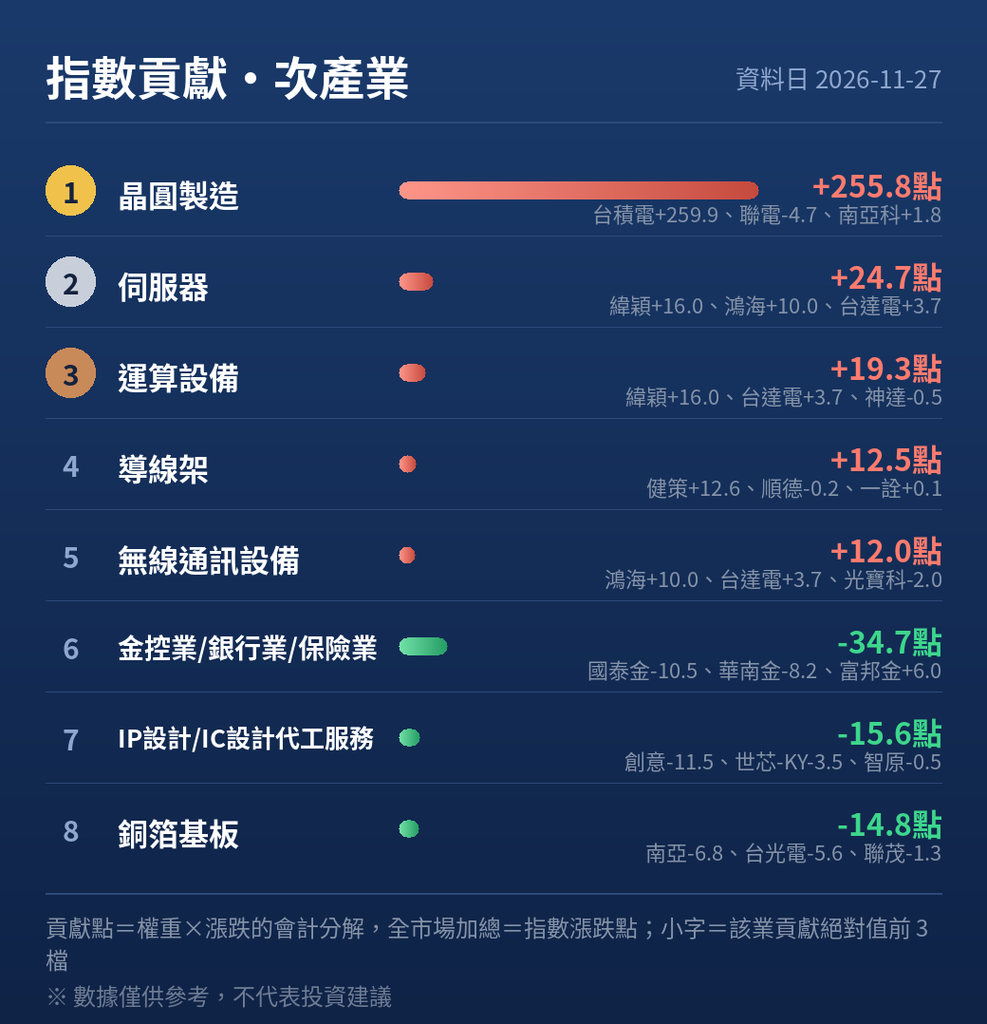 指數貢獻・次產業
資料日 2026-11-27
1
晶圓製造
+255.8點
台積電+259.9、聯電-4.7、南亞科+1.8
2
伺服器
+24.7點
緯穎+16.0、鴻海+10.0、台達電+3.7
3
運算設備
+19.3點
緯穎+16.0、台達電+3.7、神達-0.5
4
導線架
+12.5點
健策+12.6、順德-0.2、一詮+0.1
5
無線通訊設備
+12.0點
鴻海+10.0、台達電+3.7、光寶科-2.0
6
金控業/銀行業/保險業
-34.7點
國泰金-10.5、華南金-8.2、富邦金+6.0
7
IP設計/IC設計代工服務
-15.6點
創意-11.5、世芯-KY-3.5、智原-0.5
8
銅箔基板
-14.8點
南亞-6.8、台光電-5.6、聯茂-1.3
貢獻點＝權重×漲跌的會計分解，全市場加總＝指數漲跌點；小字＝該業貢獻絕對值前 3
檔
※ 數據僅供參考，不代表投資建議